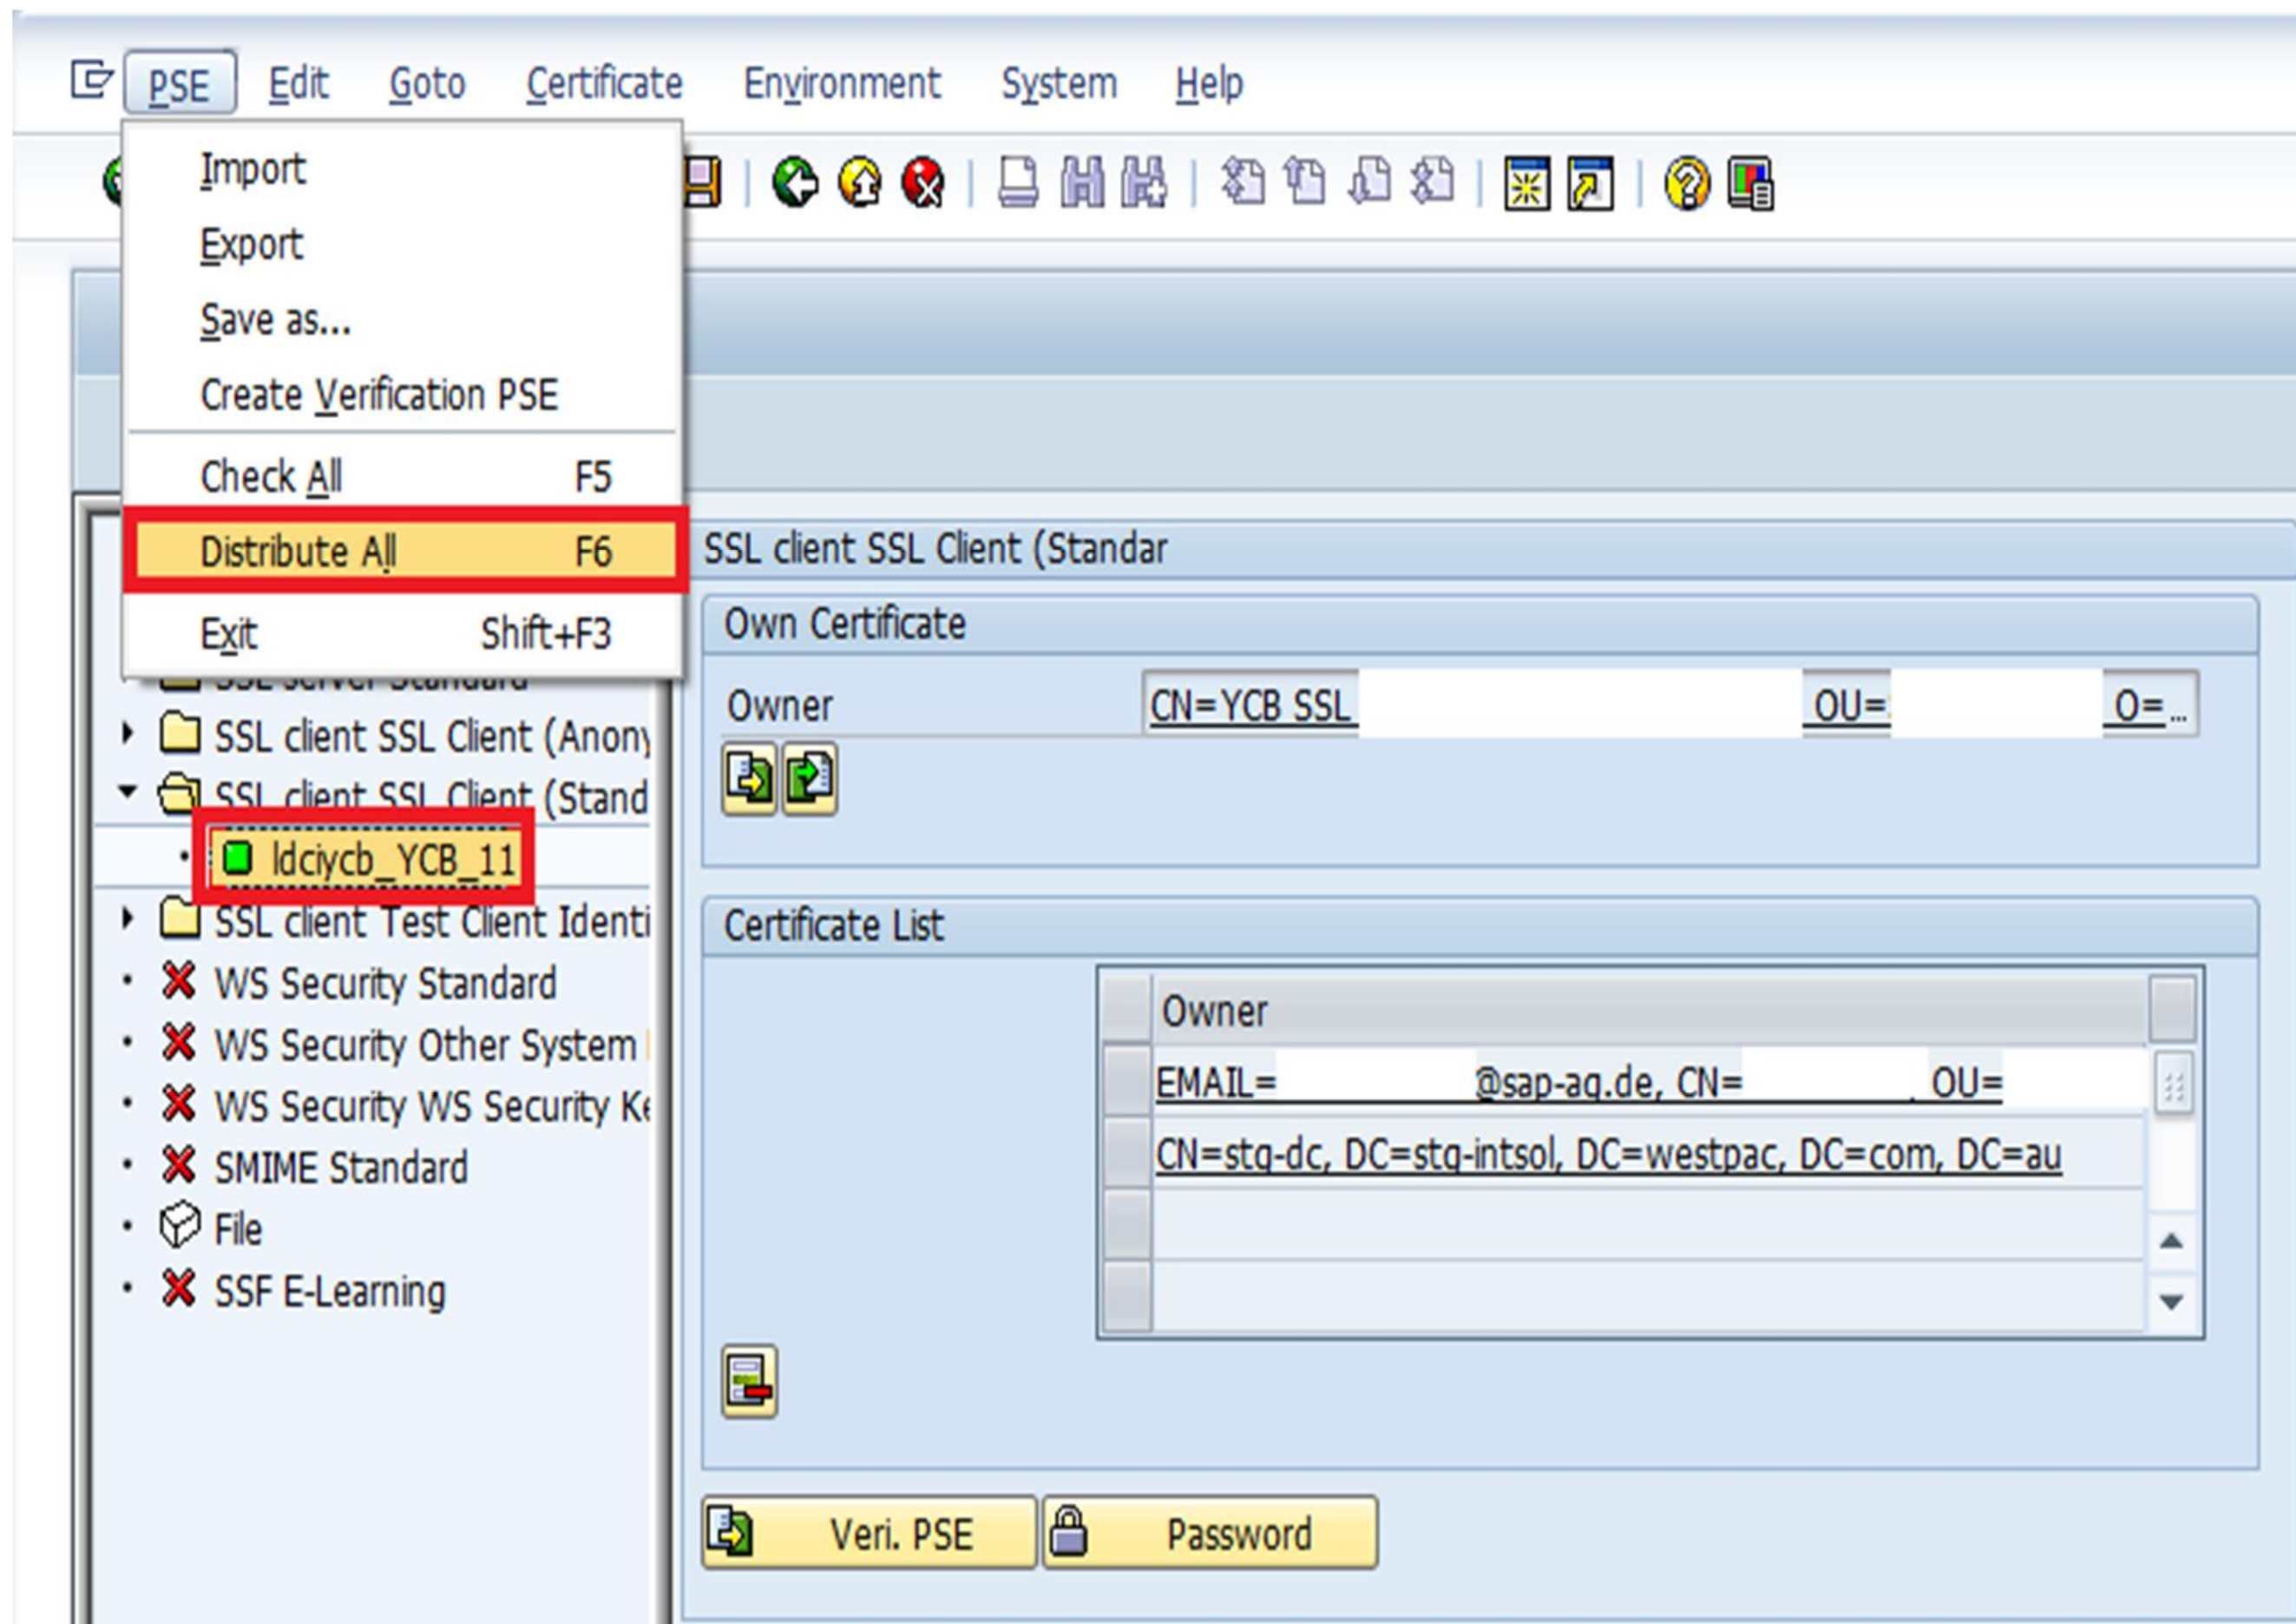 PSE Edit Goto Certificate Environment System Help
Import
Export
Save as...
Create Verification PSE
Check All F5
Distribute All F6
Exit Shift+F3
SSL server Standard
SSL client SSL Client (Anony
SSL client SSL Client (Stand
ldciycb_YCB_11
SSL client Test Client Identi
WS Security Standard
WS Security Other System
WS Security WS Security Ke
SMIME Standard
File
SSF E-Learning
SSL client SSL Client (Standar
Own Certificate
Owner CN=YCB SSL OU= O=...
Certificate List
Owner
EMAIL= @sap-ag.de, CN= , OU=
CN=stg-dc, DC=stg-intsol, DC=westpac, DC=com, DC=au
Veri. PSE Password